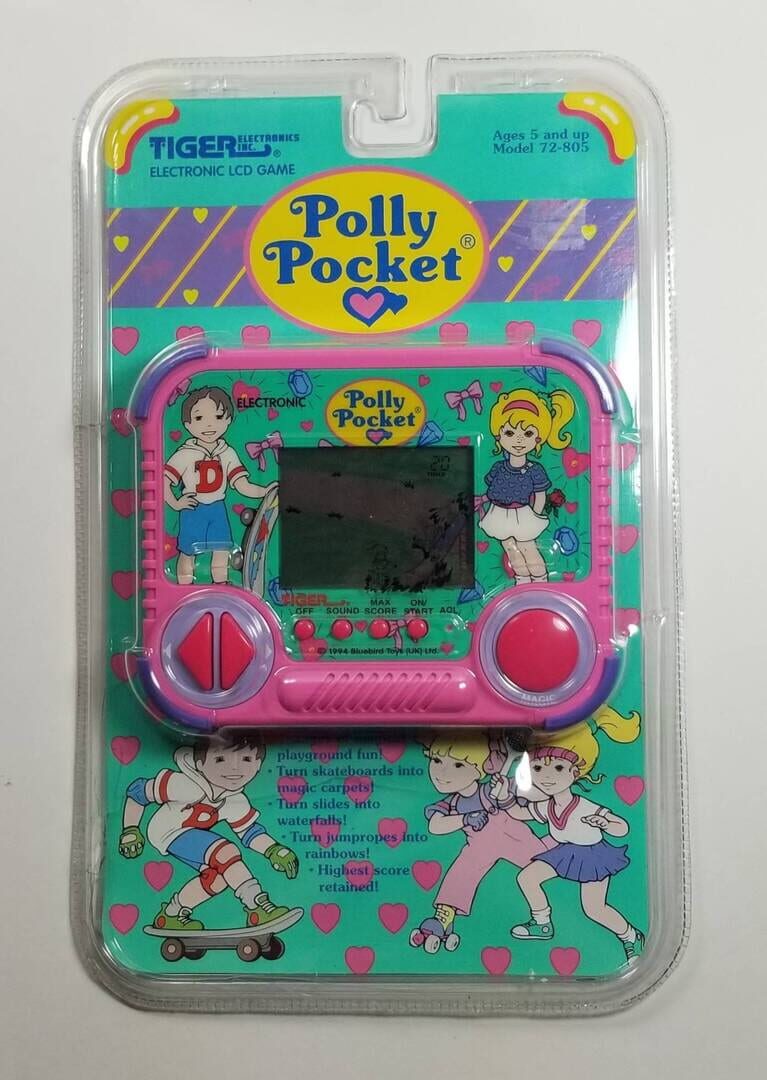 TIGER ELECTRONICS INC. ®
ELECTRONIC LCD GAME
Ages 5 and up
Model 72-805
Polly
Pocket ®
ELECTRONIC
Polly
Pocket ®
D
20
TIGER
OFF SOUND MAX SCORE ON/START ACL
© 1994 Bluebird Toys (UK) Ltd.
MAGIC
playground fun!
• Turn skateboards into
magic carpets!
• Turn slides into
waterfalls!
• Turn jumpropes into
rainbows!
• Highest score
retained!
D